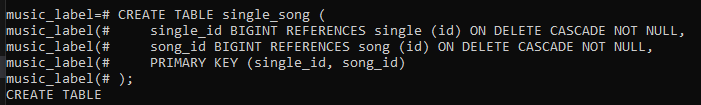 music_label=# CREATE TABLE single_song (
music_label(#     single_id BIGINT REFERENCES single (id) ON DELETE CASCADE NOT NULL,
music_label(#     song_id BIGINT REFERENCES song (id) ON DELETE CASCADE NOT NULL,
music_label(#     PRIMARY KEY (single_id, song_id)
music_label(# );
CREATE TABLE